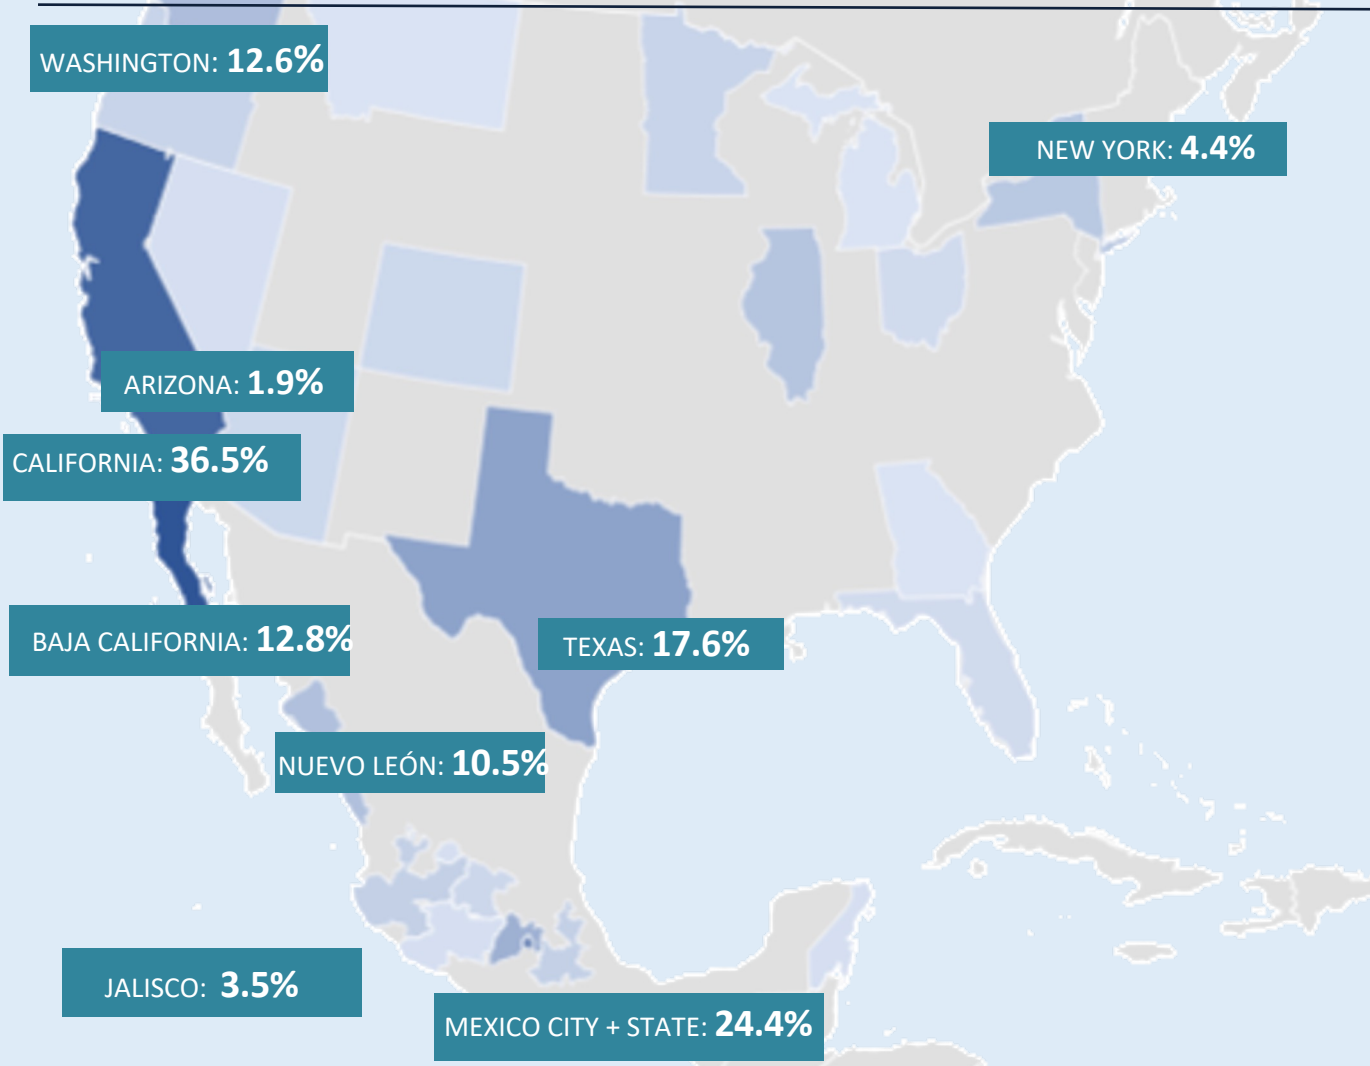 WASHINGTON: 12.6%
NEW YORK: 4.4%
ARIZONA: 1.9%
CALIFORNIA: 36.5%
BAJA CALIFORNIA: 12.8%
TEXAS: 17.6%
NUEVO LEÓN: 10.5%
JALISCO: 3.5%
MEXICO CITY + STATE: 24.4%